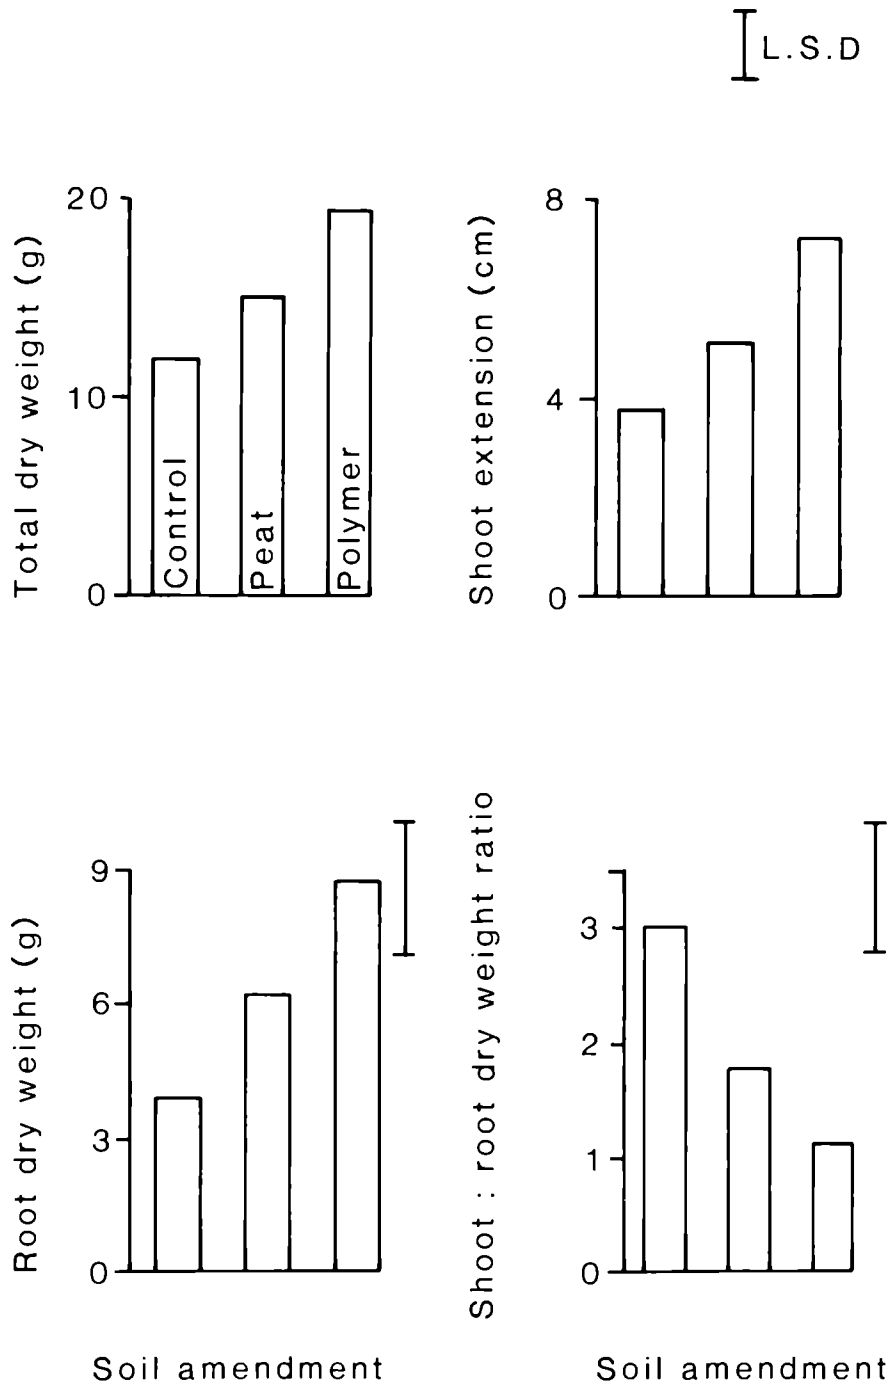 L.S.D
Total dry weight (g)
20
10
0
Control
Peat
Polymer
Shoot extension (cm)
8
4
0
Root dry weight (g)
9
6
3
0
Soil amendment
Shoot : root dry weight ratio
3
2
1
0
Soil amendment